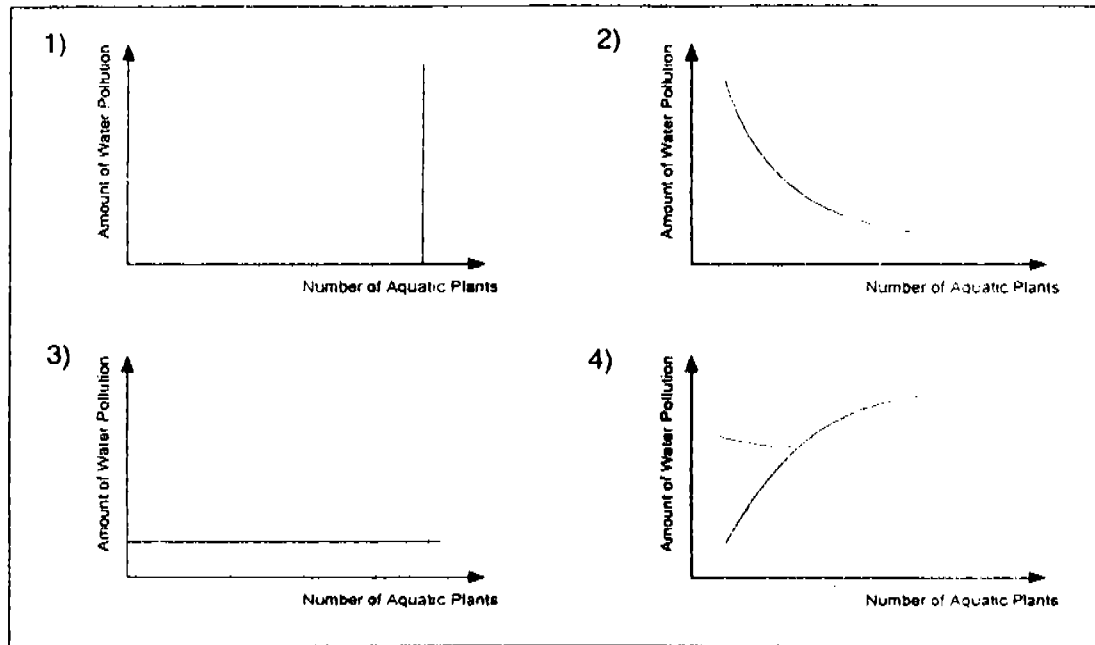 1)
Amount of Water Pollution
Number of Aquatic Plants
2)
Amount of Water Pollution
Number of Aquatic Plants
3)
Amount of Water Pollution
Number of Aquatic Plants
4)
Amount of Water Pollution
Number of Aquatic Plants